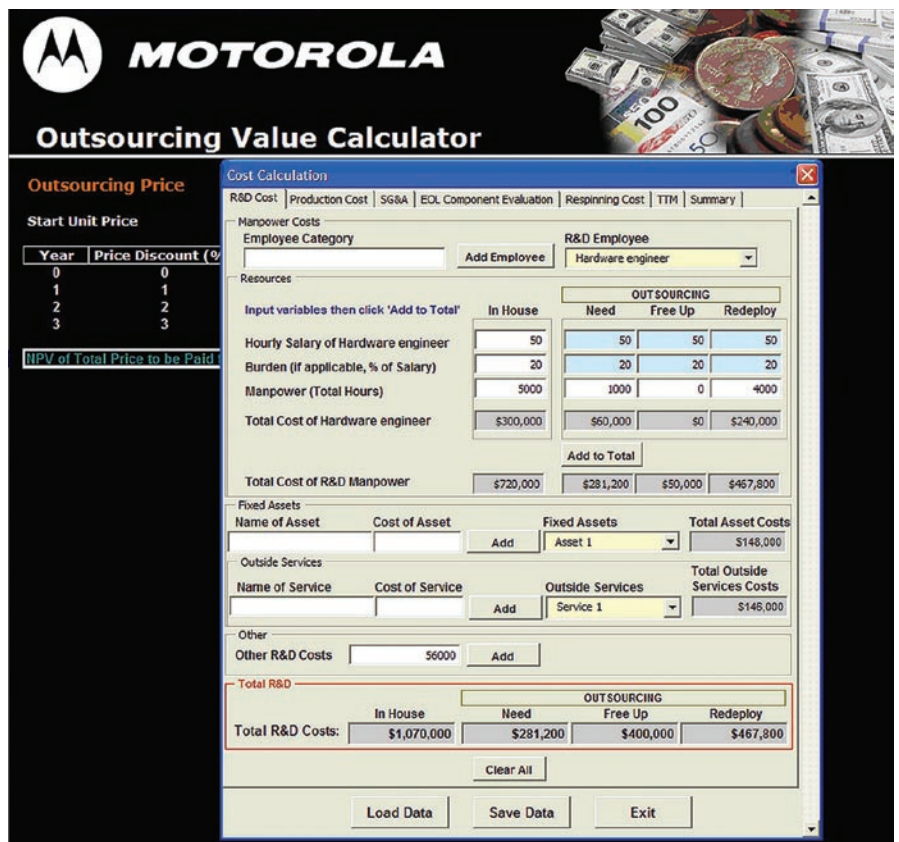 MOTOROLA
Outsourcing Value Calculator
Outsourcing Price
Start Unit Price
Year Price Discount (%
0 0
1 1
2 2
3 3
NPV of Total Price to be Paid
Cost Calculation
R&D Cost Production Cost SG&A EOL Component Evaluation Respinning Cost TTM Summary
Manpower Costs
Employee Category R&D Employee
Add Employee Hardware engineer
Resources
OUTSOURCING
Input variables then click 'Add to Total' In House Need Free Up Redeploy
Hourly Salary of Hardware engineer 50 50 50 50
Burden (if applicable, % of Salary) 20 20 20 20
Manpower (Total Hours) 5000 1000 0 4000
Total Cost of Hardware engineer $300,000 $60,000 $0 $240,000
Add to Total
Total Cost of R&D Manpower $720,000 $281,200 $50,000 $467,800
Fixed Assets
Name of Asset Cost of Asset Fixed Assets Total Asset Costs
Add Asset 1 $148,000
Outside Services
Total Outside
Name of Service Cost of Service Outside Services Services Costs
Add Service 1 $146,000
Other
Other R&D Costs 56000 Add
Total R&D
OUTSOURCING
In House Need Free Up Redeploy
Total R&D Costs: $1,070,000 $281,200 $400,000 $467,800
Clear All
Load Data Save Data Exit
100
50